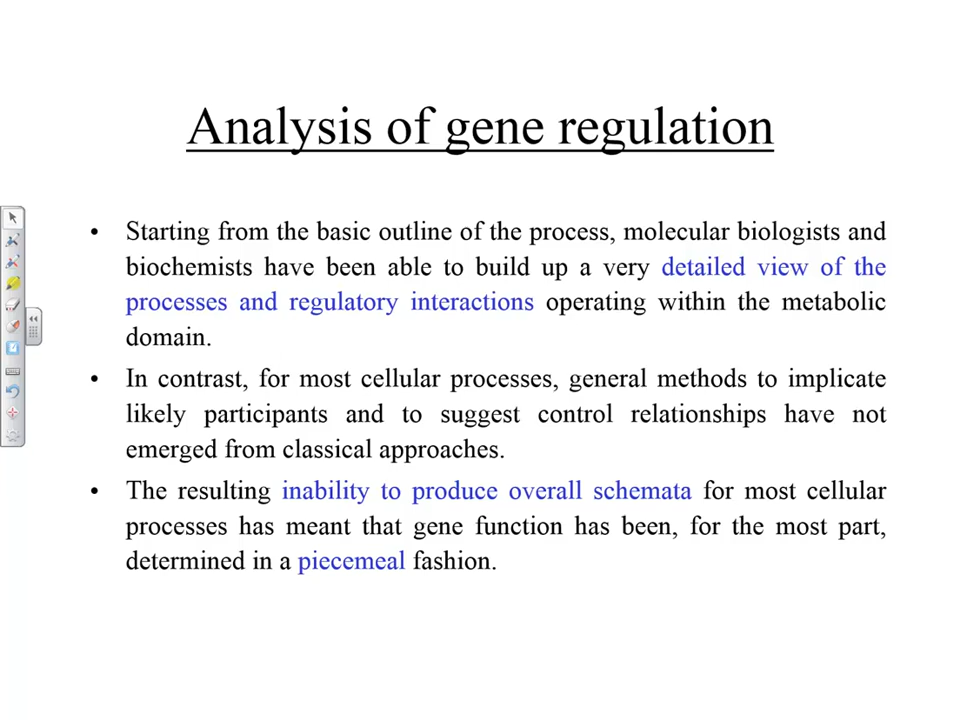 Analysis of gene regulation
• Starting from the basic outline of the process, molecular biologists and
biochemists have been able to build up a very detailed view of the
processes and regulatory interactions operating within the metabolic
domain.
• In contrast, for most cellular processes, general methods to implicate
likely participants and to suggest control relationships have not
emerged from classical approaches.
• The resulting inability to produce overall schemata for most cellular
processes has meant that gene function has been, for the most part,
determined in a piecemeal fashion.